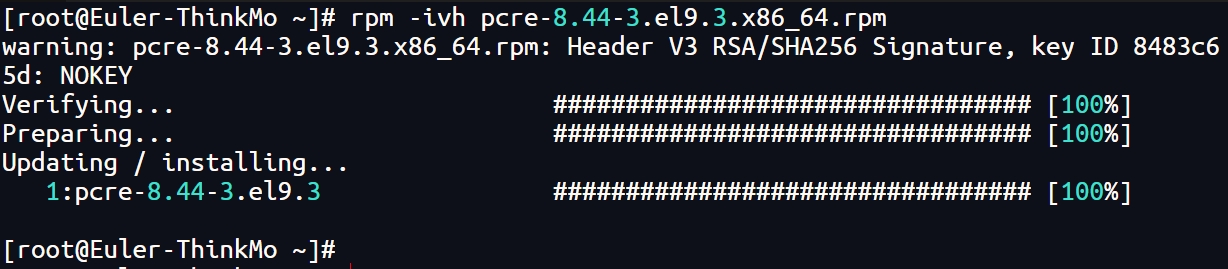 [root@Euler-ThinkMo ~]# rpm -ivh pcre-8.44-3.el9.3.x86_64.rpm
warning: pcre-8.44-3.el9.3.x86_64.rpm: Header V3 RSA/SHA256 Signature, key ID 8483c6
5d: NOKEY
Verifying...                          ################################# [100%]
Preparing...                          ################################# [100%]
Updating / installing...
   1:pcre-8.44-3.el9.3                ################################# [100%]
[root@Euler-ThinkMo ~]#